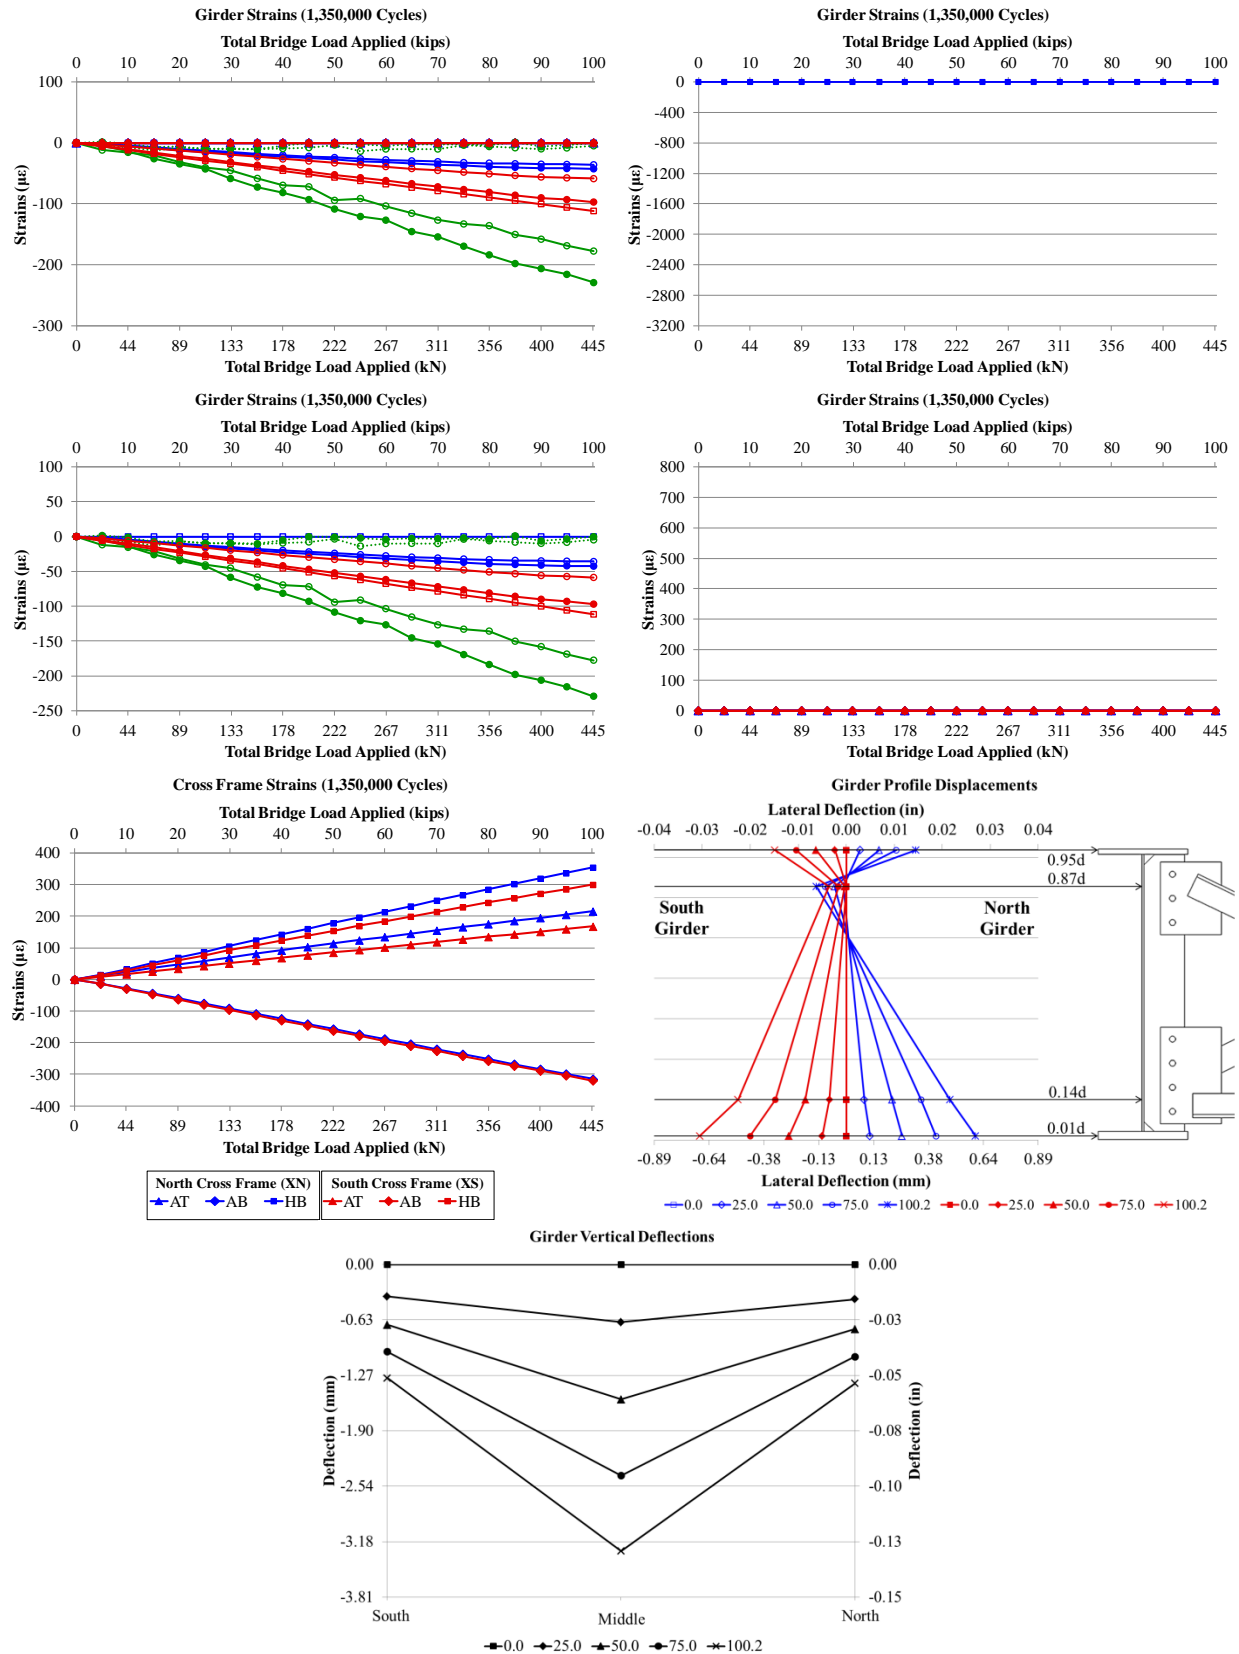 Girder Strains (1,350,000 Cycles)
Total Bridge Load Applied (kips)
0 10 20 30 40 50 60 70 80 90 100
100
0
-100
-200
-300
Strains (με)
0 44 89 133 178 222 267 311 356 400 445
Total Bridge Load Applied (kN)
Girder Strains (1,350,000 Cycles)
Total Bridge Load Applied (kips)
0 10 20 30 40 50 60 70 80 90 100
0
-400
-800
-1200
-1600
-2000
-2400
-2800
-3200
Strains (με)
0 44 89 133 178 222 267 311 356 400 445
Total Bridge Load Applied (kN)
Girder Strains (1,350,000 Cycles)
Total Bridge Load Applied (kips)
0 10 20 30 40 50 60 70 80 90 100
100
50
0
-50
-100
-150
-200
-250
Strains (με)
0 44 89 133 178 222 267 311 356 400 445
Total Bridge Load Applied (kN)
Girder Strains (1,350,000 Cycles)
Total Bridge Load Applied (kips)
0 10 20 30 40 50 60 70 80 90 100
800
700
600
500
400
300
200
100
0
Strains (με)
0 44 89 133 178 222 267 311 356 400 445
Total Bridge Load Applied (kN)
Cross Frame Strains (1,350,000 Cycles)
Total Bridge Load Applied (kips)
0 10 20 30 40 50 60 70 80 90 100
400
300
200
100
0
-100
-200
-300
-400
Strains (με)
0 44 89 133 178 222 267 311 356 400 445
Total Bridge Load Applied (kN)
North Cross Frame (XN)
AT AB HB
South Cross Frame (XS)
AT AB HB
Girder Profile Displacements
Lateral Deflection (in)
-0.04 -0.03 -0.02 -0.01 0.00 0.01 0.02 0.03 0.04
0.95d
0.87d
South
Girder
North
Girder
0.14d
0.01d
-0.89 -0.64 -0.38 -0.13 0.13 0.38 0.64 0.89
Lateral Deflection (mm)
0.0 25.0 50.0 75.0 100.2 0.0 25.0 50.0 75.0 100.2
Girder Vertical Deflections
0.00
-0.63
-1.27
-1.90
-2.54
-3.18
-3.81
Deflection (mm)
0.00
-0.03
-0.05
-0.08
-0.10
-0.13
-0.15
Deflection (in)
South Middle North
0.0 25.0 50.0 75.0 100.2